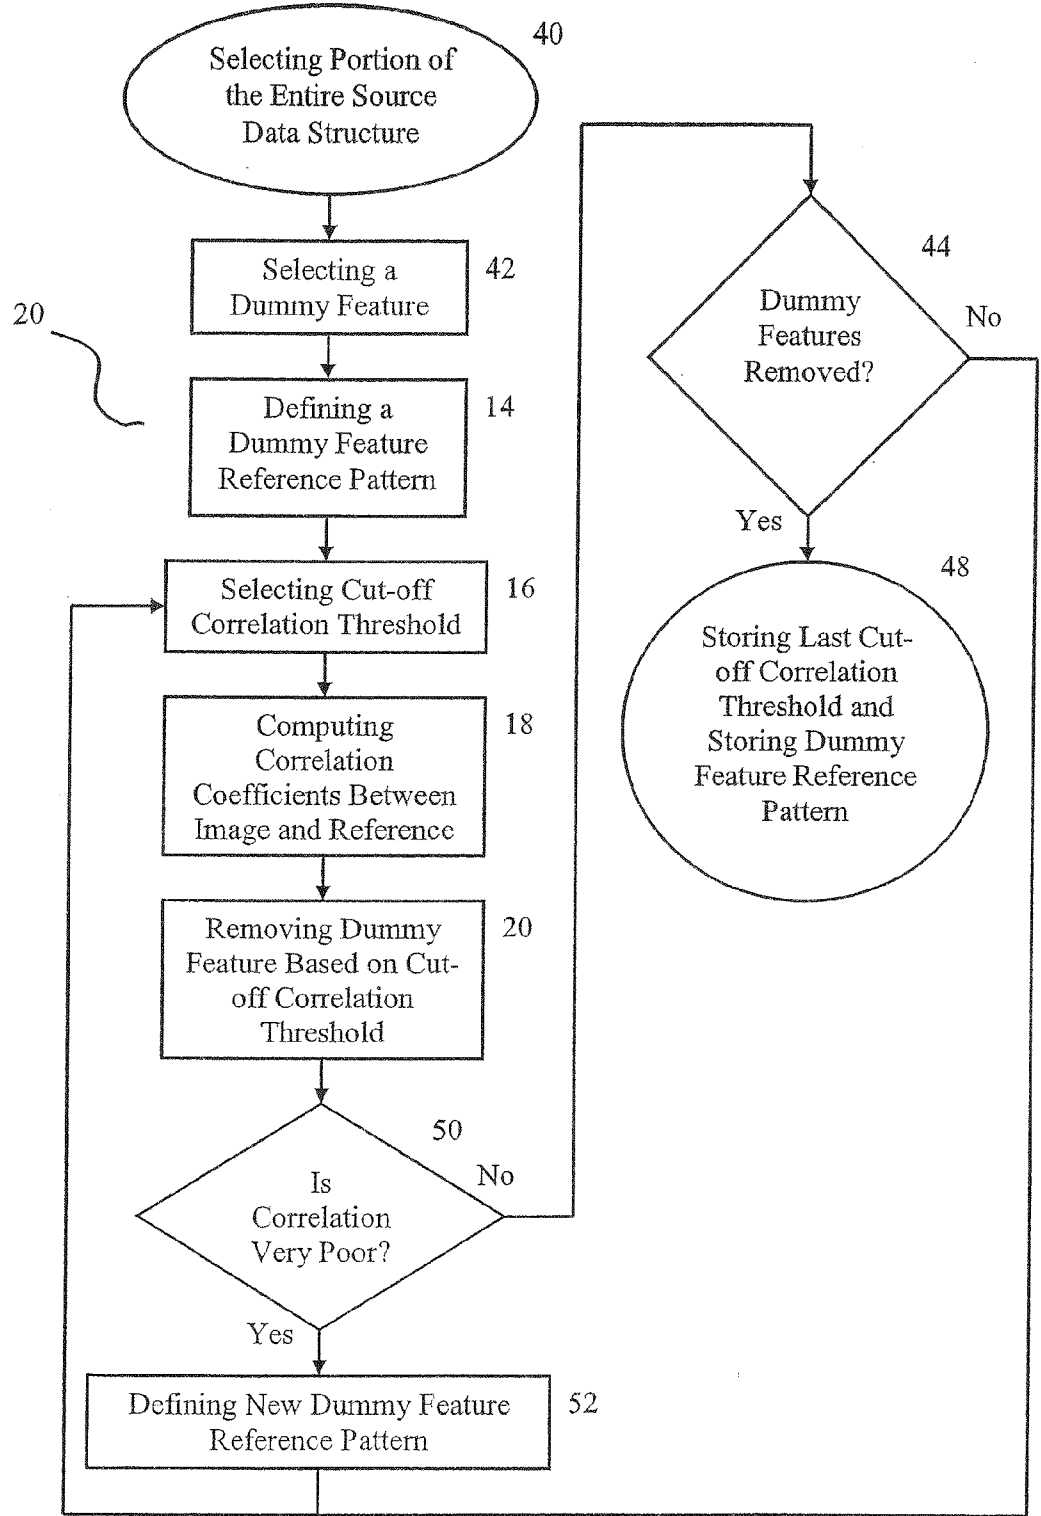 Selecting Portion of
the Entire Source
Data Structure
40
Selecting a
Dummy Feature
42
20
Defining a
Dummy Feature
Reference Pattern
14
Selecting Cut-off
Correlation Threshold
16
Computing
Correlation
Coefficients Between
Image and Reference
18
Removing Dummy
Feature Based on Cut-
off Correlation
Threshold
20
Is
Correlation
Very Poor?
50
No
Yes
Defining New Dummy Feature
Reference Pattern
52
Dummy
Features
Removed?
44
No
Yes
Storing Last Cut-
off Correlation
Threshold and
Storing Dummy
Feature Reference
Pattern
48